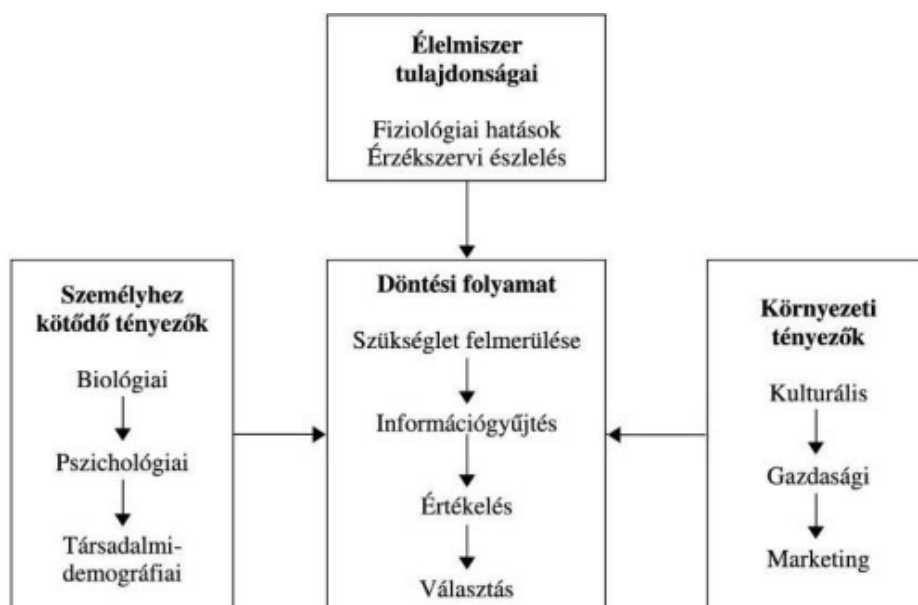 Élelmiszer
tulajdonságai
Fiziológiai hatások
Érzékszervi észlelés
Személyhez
kötődő tényezők
Biológiai
Pszichológiai
Társadalmi-
demográfiai
Döntési folyamat
Szükséglet felmerülése
Információgyűjtés
Értékelés
Választás
Környezeti
tényezők
Kulturális
Gazdasági
Marketing